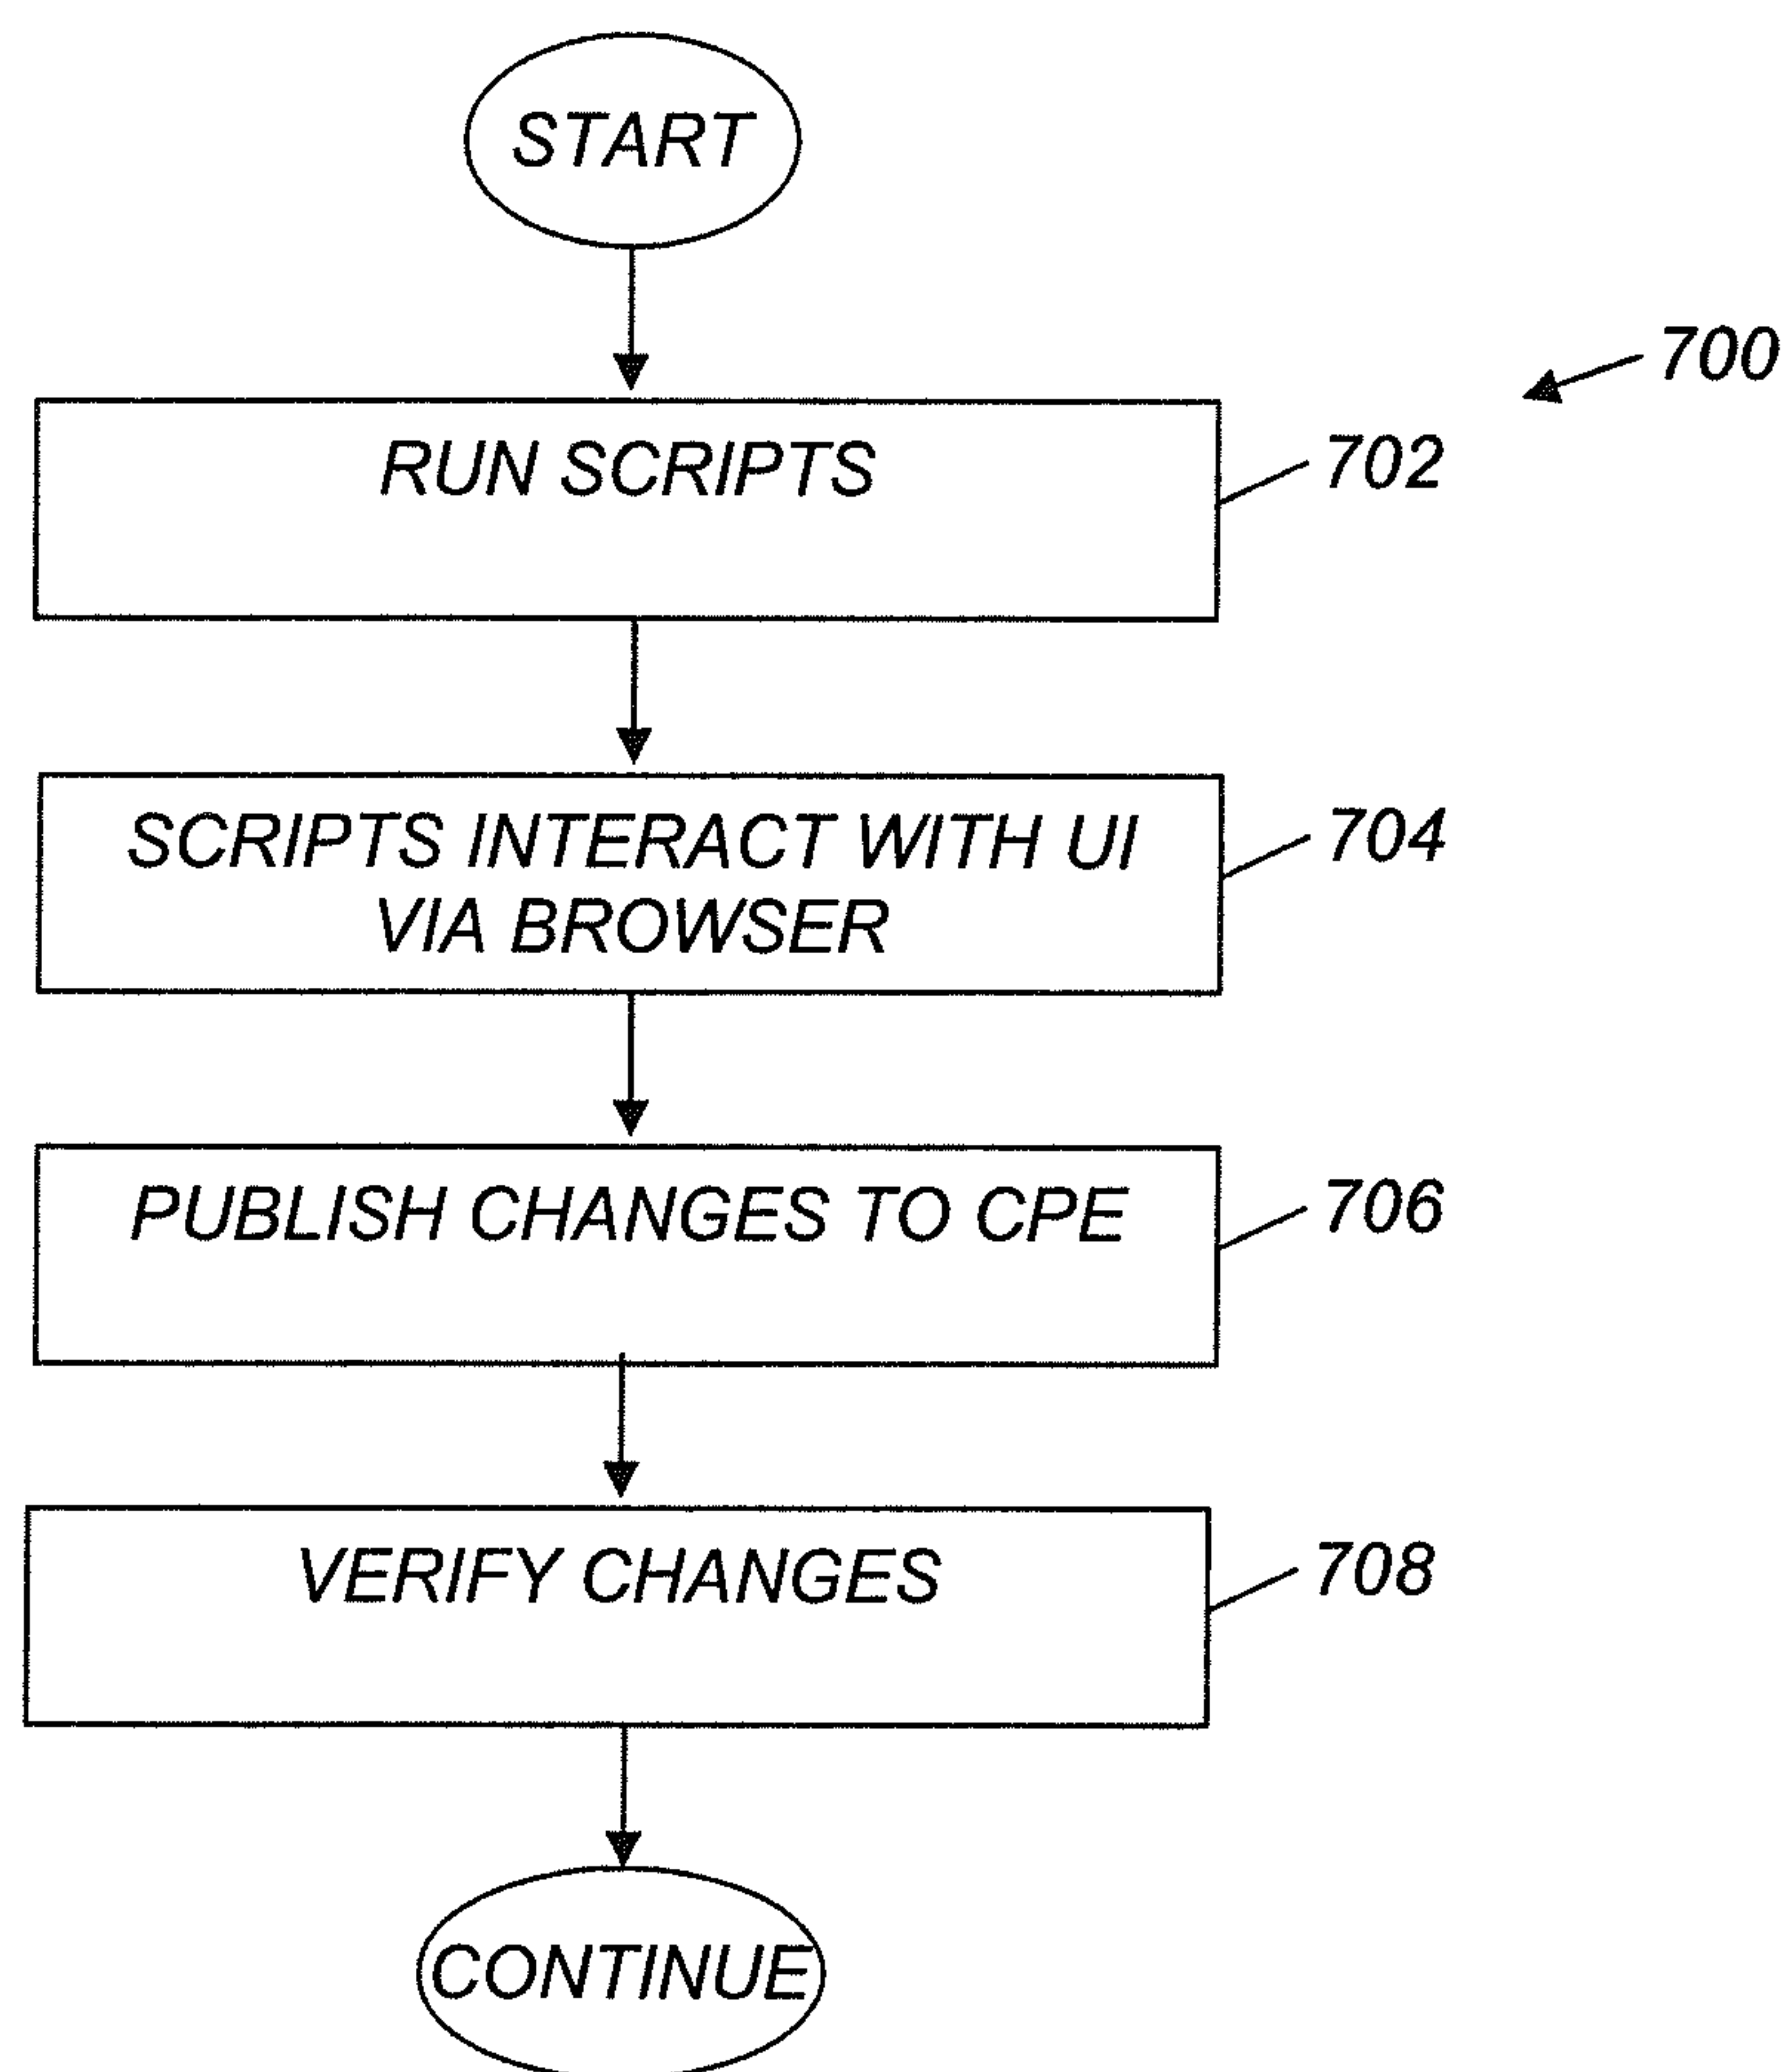 START
700
RUN SCRIPTS
702
SCRIPTS INTERACT WITH UI
VIA BROWSER
704
PUBLISH CHANGES TO CPE
706
VERIFY CHANGES
708
CONTINUE